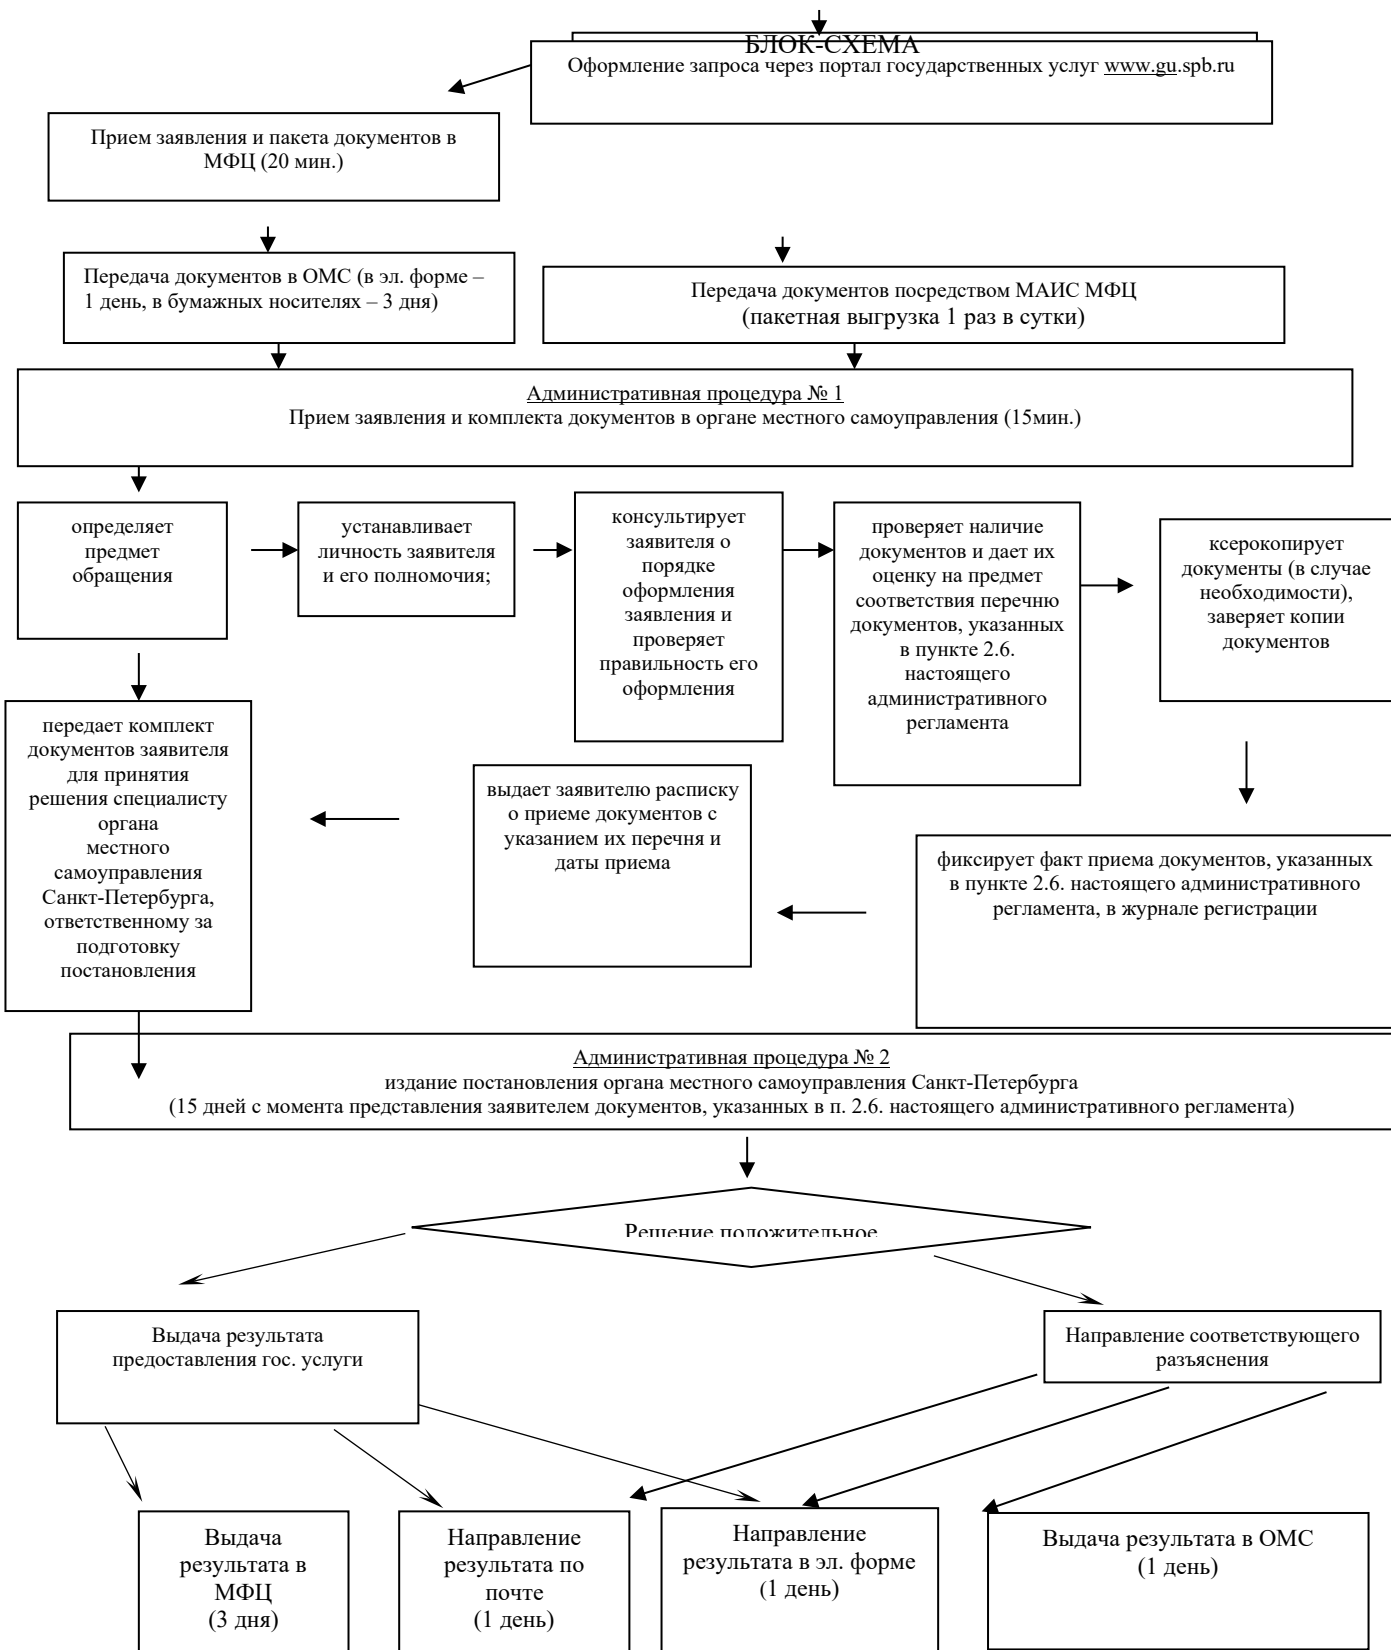 БЛОК-СХЕМА
Оформление запроса через портал государственных услуг www.gu.spb.ru
Прием заявления и пакета документов в
МФЦ (20 мин.)
Передача документов в ОМС (в эл. форме –
1 день, в бумажных носителях – 3 дня)
Передача документов посредством МАИС МФЦ
(пакетная выгрузка 1 раз в сутки)
Административная процедура № 1
Прием заявления и комплекта документов в органе местного самоуправления (15мин.)
определяет
предмет
обращения
устанавливает
личность заявителя
и его полномочия;
консультирует
заявителя о
порядке
оформления
заявления и
проверяет
правильность его
оформления
проверяет наличие
документов и дает их
оценку на предмет
соответствия перечню
документов, указанных
в пункте 2.6.
настоящего
административного
регламента
ксерокопирует
документы (в случае
необходимости),
заверяет копии
документов
передает комплект
документов заявителя
для принятия
решения специалисту
органа
местного
самоуправления
Санкт-Петербурга,
ответственному за
подготовку
постановления
выдает заявителю расписку
о приеме документов с
указанием их перечня и
даты приема
фиксирует факт приема документов, указанных
в пункте 2.6. настоящего административного
регламента, в журнале регистрации
Административная процедура № 2
издание постановления органа местного самоуправления Санкт-Петербурга
(15 дней с момента представления заявителем документов, указанных в п. 2.6. настоящего административного регламента)
Решение положительное
Выдача результата
предоставления гос. услуги
Направление соответствующего
разъяснения
Выдача
результата в
МФЦ
(3 дня)
Направление
результата по
почте
(1 день)
Направление
результата в эл. форме
(1 день)
Выдача результата в ОМС
(1 день)